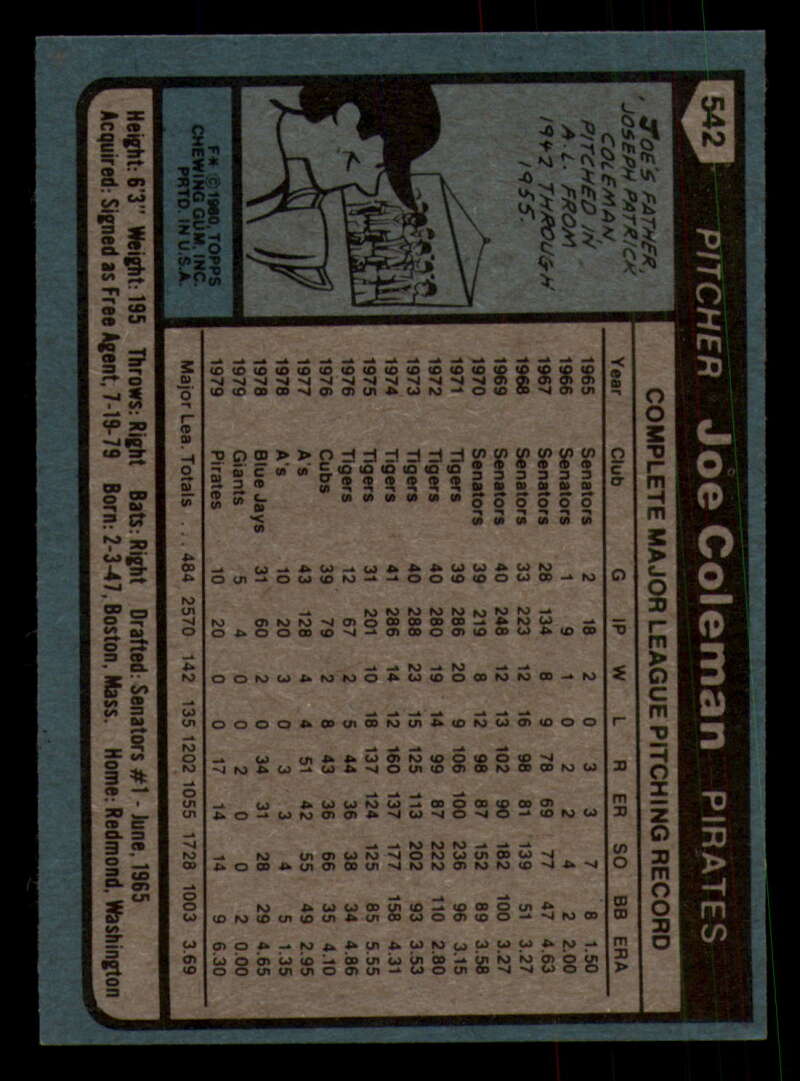 542 PITCHER Joe Coleman PIRATES
JOE'S FATHER,
JOSEPH PATRICK
COLEMAN
PITCHED IN
A.L. FROM
1942 THROUGH
1955.
F* © 1980 TOPPS
CHEWING GUM, INC.
PRTD. IN U.S.A.
COMPLETE MAJOR LEAGUE PITCHING RECORD
Year Club G IP W L R ER SO BB ERA
1965 Senators 2 18 2 0 3 3 7 8 1.50
1966 Senators 1 9 1 0 2 2 4 2 2.00
1967 Senators 28 134 8 9 78 69 77 47 4.63
1968 Senators 33 223 12 16 98 81 139 51 3.27
1969 Senators 40 248 12 13 102 90 182 100 3.27
1970 Senators 39 219 8 12 98 87 152 89 3.58
1971 Tigers 39 286 20 9 106 100 236 96 3.15
1972 Tigers 40 280 19 14 99 87 222 110 2.80
1973 Tigers 40 288 23 15 125 113 202 93 3.53
1974 Tigers 41 286 14 12 160 137 177 158 4.31
1975 Tigers 31 201 10 18 137 124 125 85 5.55
1976 Tigers 12 67 2 5 44 36 38 34 4.86
1976 Cubs 39 79 2 8 43 36 66 35 4.10
1977 A's 43 128 4 4 51 42 55 49 2.95
1978 A's 10 20 3 0 3 3 4 5 1.35
1978 Blue Jays 31 60 2 0 34 31 28 29 4.65
1979 Giants 5 4 0 0 2 0 0 2 0.00
1979 Pirates 10 20 0 0 17 14 14 9 6.30
Major Lea. Totals . . . 484 2570 142 135 1202 1055 1728 1003 3.69
Height: 6'3" Weight: 195 Throws: Right Bats: Right Drafted: Senators #1 - June, 1965
Acquired: Signed as Free Agent, 7-19-79 Born: 2-3-47, Boston, Mass. Home: Redmond, Washington